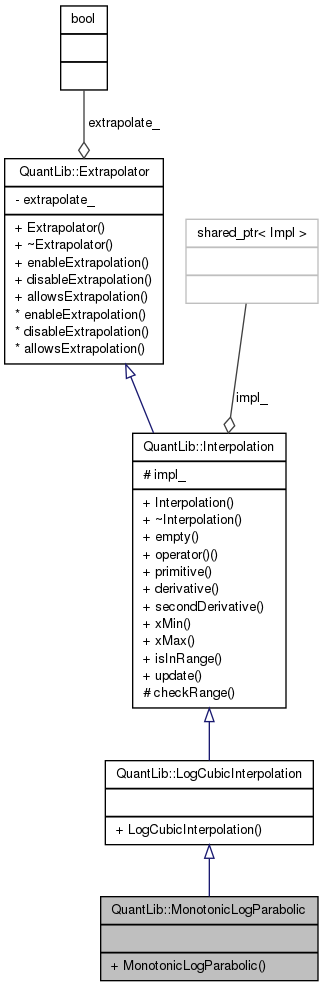 bool
extrapolate_
QuantLib::Extrapolator
- extrapolate_
+ Extrapolator()
+ ~Extrapolator()
+ enableExtrapolation()
+ disableExtrapolation()
+ allowsExtrapolation()
* enableExtrapolation()
* disableExtrapolation()
* allowsExtrapolation()
shared_ptr< Impl >
impl_
QuantLib::Interpolation
# impl_
+ Interpolation()
+ ~Interpolation()
+ empty()
+ operator()()
+ primitive()
+ derivative()
+ secondDerivative()
+ xMin()
+ xMax()
+ isInRange()
+ update()
# checkRange()
QuantLib::LogCubicInterpolation
+ LogCubicInterpolation()
QuantLib::MonotonicLogParabolic
+ MonotonicLogParabolic()